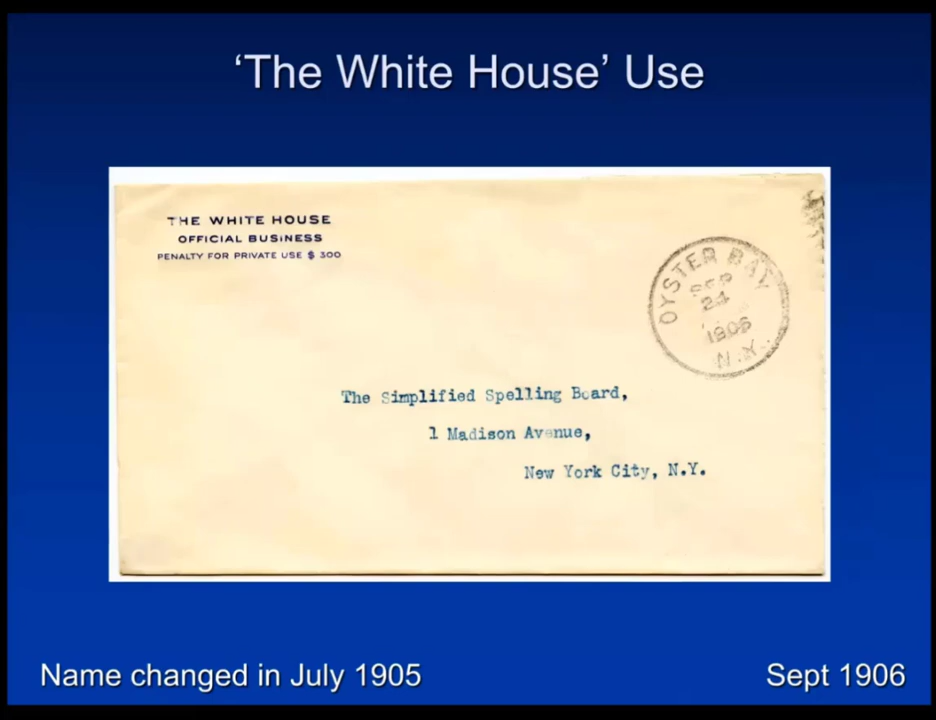 ‘The White House’ Use
THE WHITE HOUSE
OFFICIAL BUSINESS
PENALTY FOR PRIVATE USE $ 300
OYSTER BAY
SEP
24
1906
N.Y.
The Simplified Spelling Board,
1 Madison Avenue,
New York City, N.Y.
Name changed in July 1905
Sept 1906